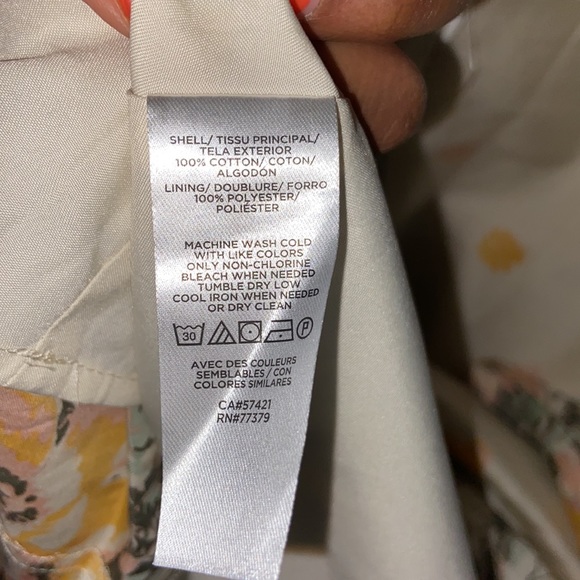 SHELL/ TISSU PRINCIPAL/
TELA EXTERIOR
100% COTTON/ COTON/
ALGODÓN
LINING/ DOUBLURE/ FORRO
100% POLYESTER/
POLIÉSTER
MACHINE WASH COLD
WITH LIKE COLORS
ONLY NON-CHLORINE
BLEACH WHEN NEEDED
TUMBLE DRY LOW
COOL IRON WHEN NEEDED
OR DRY CLEAN
30 P
AVEC DES COULEURS
SEMBLABLES / CON
COLORES SIMILARES
CA#57421
RN#77379